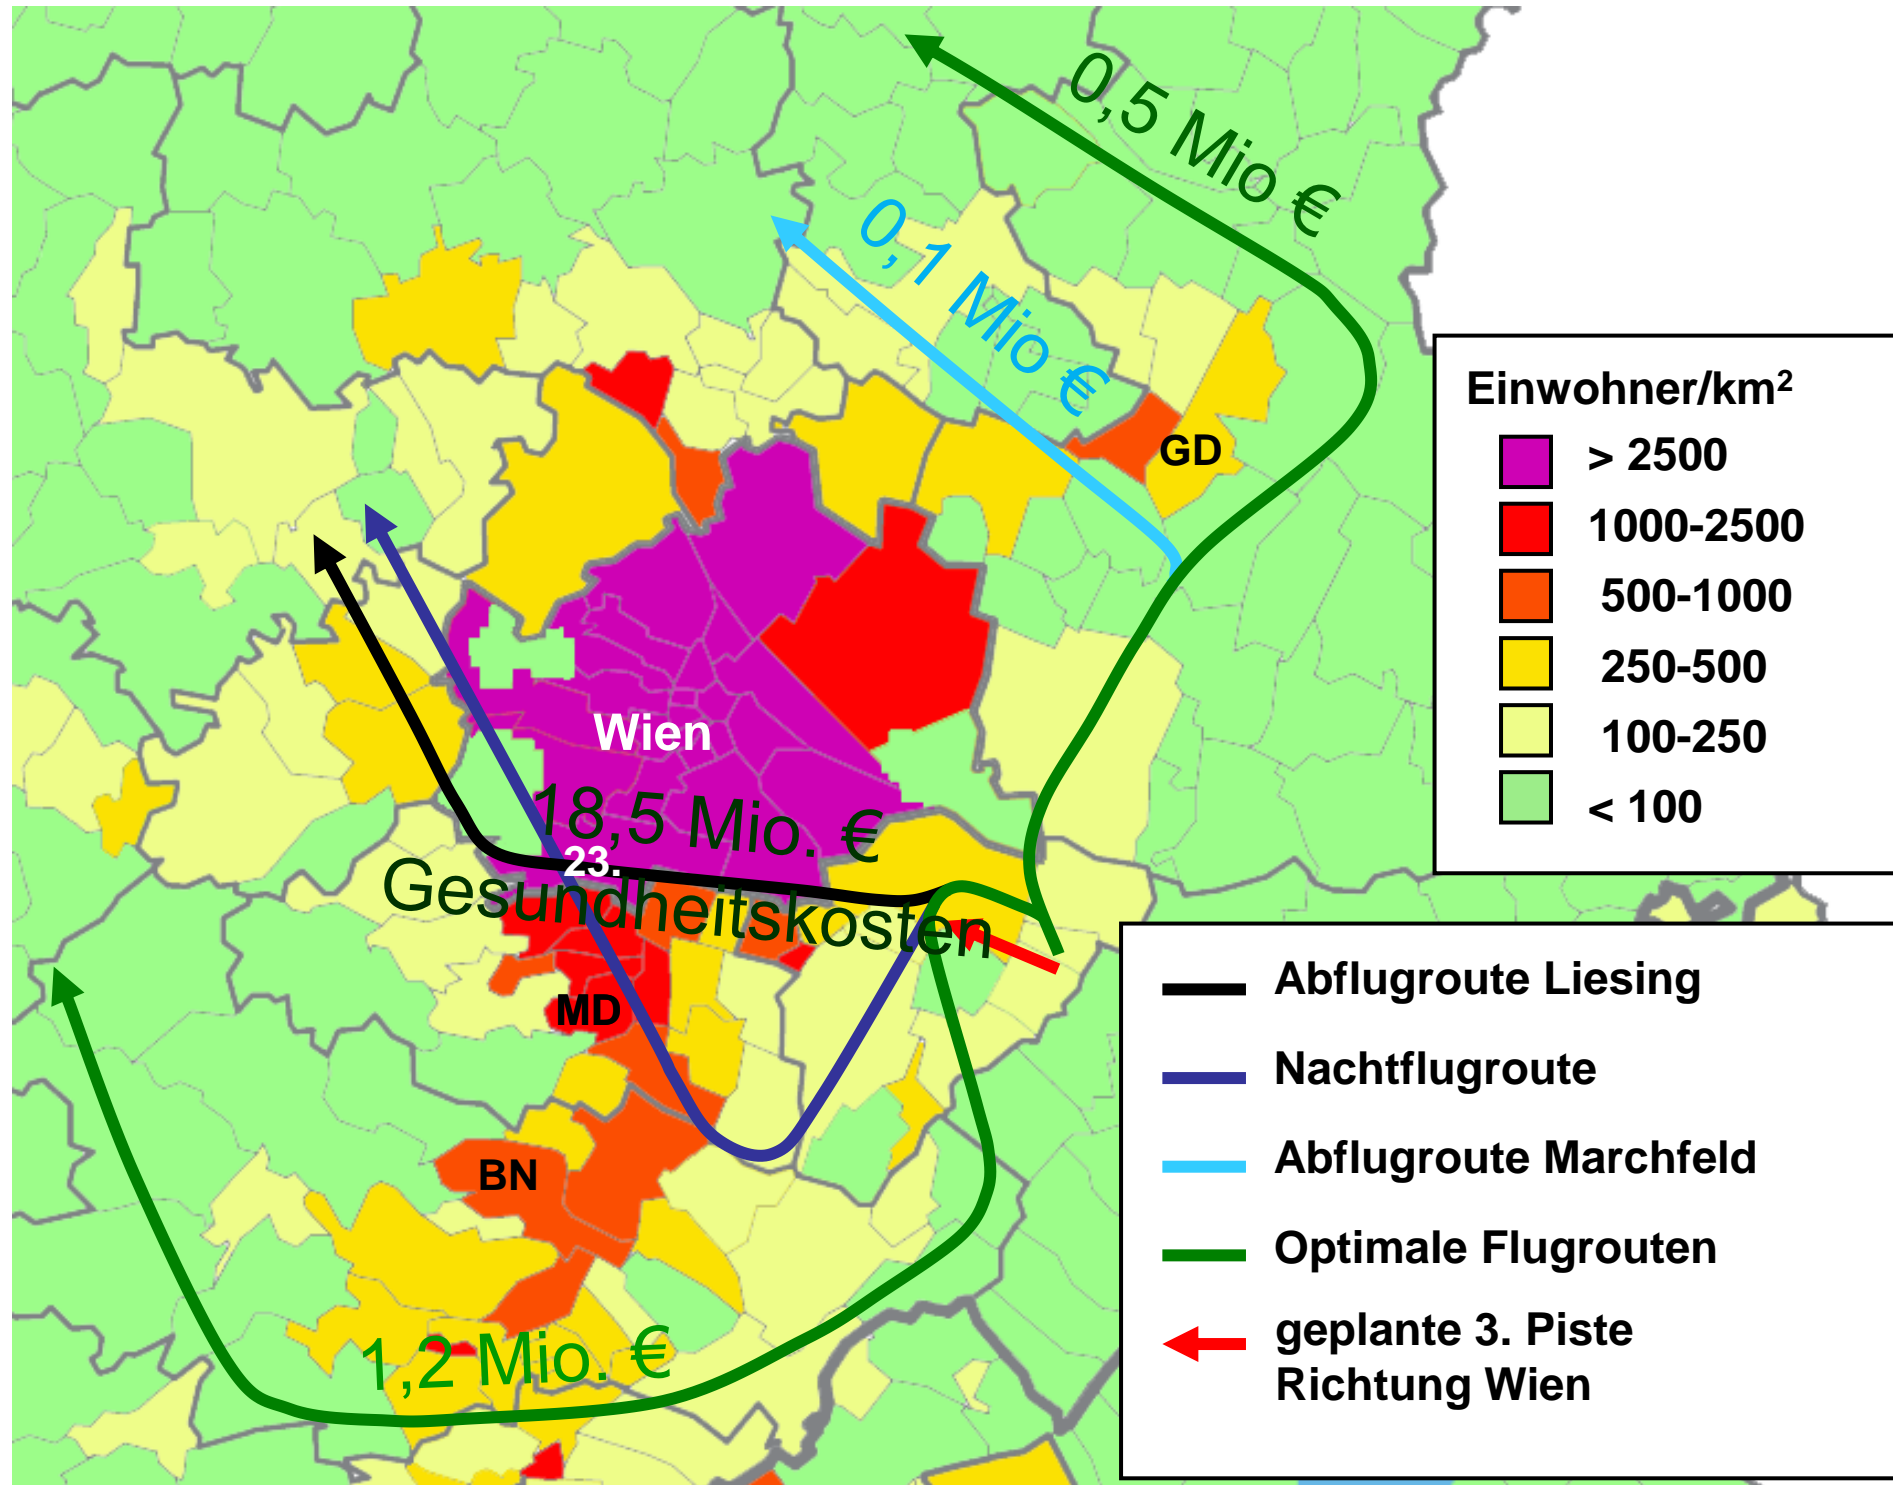 0,5 Mio €
0,1 Mio €
GD
Wien
18,5 Mio. €
23.
Gesundheitskosten
MD
BN
1,2 Mio. €
Einwohner/km²
> 2500
1000-2500
500-1000
250-500
100-250
< 100
Abflugroute Liesing
Nachtflugroute
Abflugroute Marchfeld
Optimale Flugrouten
geplante 3. Piste
Richtung Wien